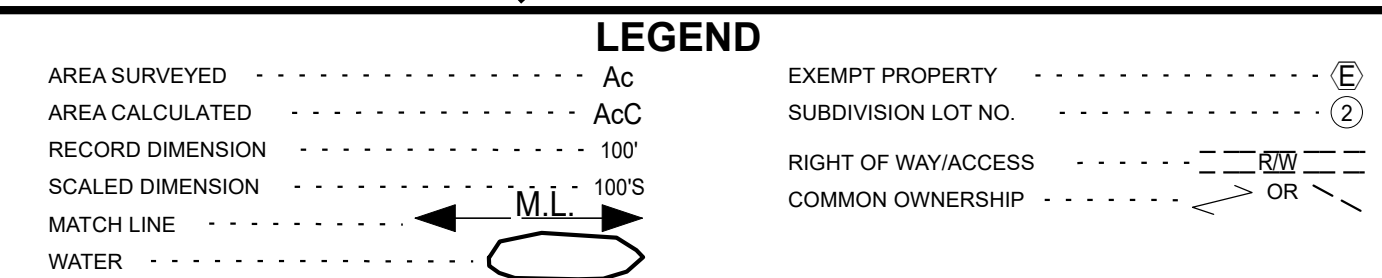 LEGEND
AREA SURVEYED - - - - - - - - - - - - - - - - - Ac
AREA CALCULATED - - - - - - - - - - - - - - - AcC
RECORD DIMENSION - - - - - - - - - - - - - - 100'
SCALED DIMENSION - - - - - - - - - - - - - - - 100'S
MATCH LINE - - - - - - - - - - M.L.
WATER - - - - - - - - - - - - - - - - -
EXEMPT PROPERTY - - - - - - - - - - - - - - E
SUBDIVISION LOT NO. - - - - - - - - - - - - - 2
RIGHT OF WAY/ACCESS - - - - - - R/W
COMMON OWNERSHIP - - - - - - - OR